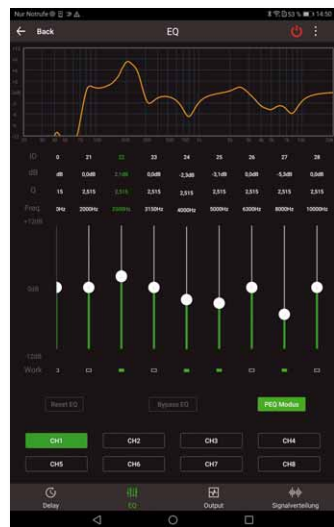 Nur Notrufe
53 % 14:50
Back EQ
ID 0 21 22 23 24 25 26 27 28
dB dB 0,0dB 2,1dB 0,0dB -2,3dB -3,1dB 0,0dB -5,3dB 0,0dB
Q 15 2,515 2,515 2,515 2,515 2,515 2,515 2,515 2,515
Freq 0Hz 2000Hz 3150Hz 4000Hz 5000Hz 6300Hz 8000Hz 10000Hz
+12dB
0dB
12dB
Work
Reset EQ Bypass EQ PEQ Modus
CH1 CH2 CH3 CH4
CH5 CH6 CH7 CH8
Delay EQ Output Signalverteilung